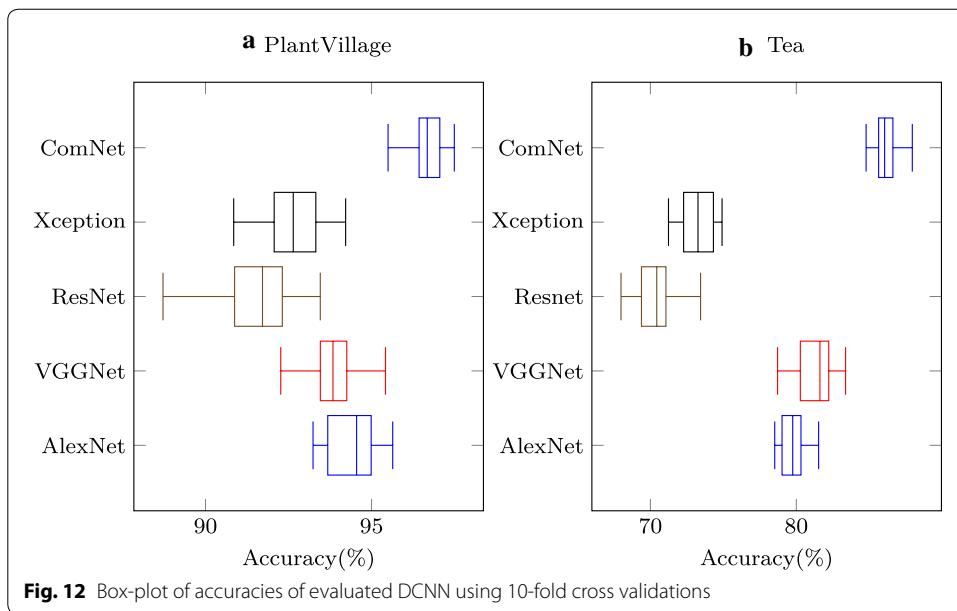 a PlantVillage
ComNet
Xception
ResNet
VGGNet
AlexNet
90 95
Accuracy(%)
b Tea
ComNet
Xception
Resnet
VGGNet
AlexNet
70 80
Accuracy(%)
Fig. 12 Box-plot of accuracies of evaluated DCNN using 10-fold cross validations